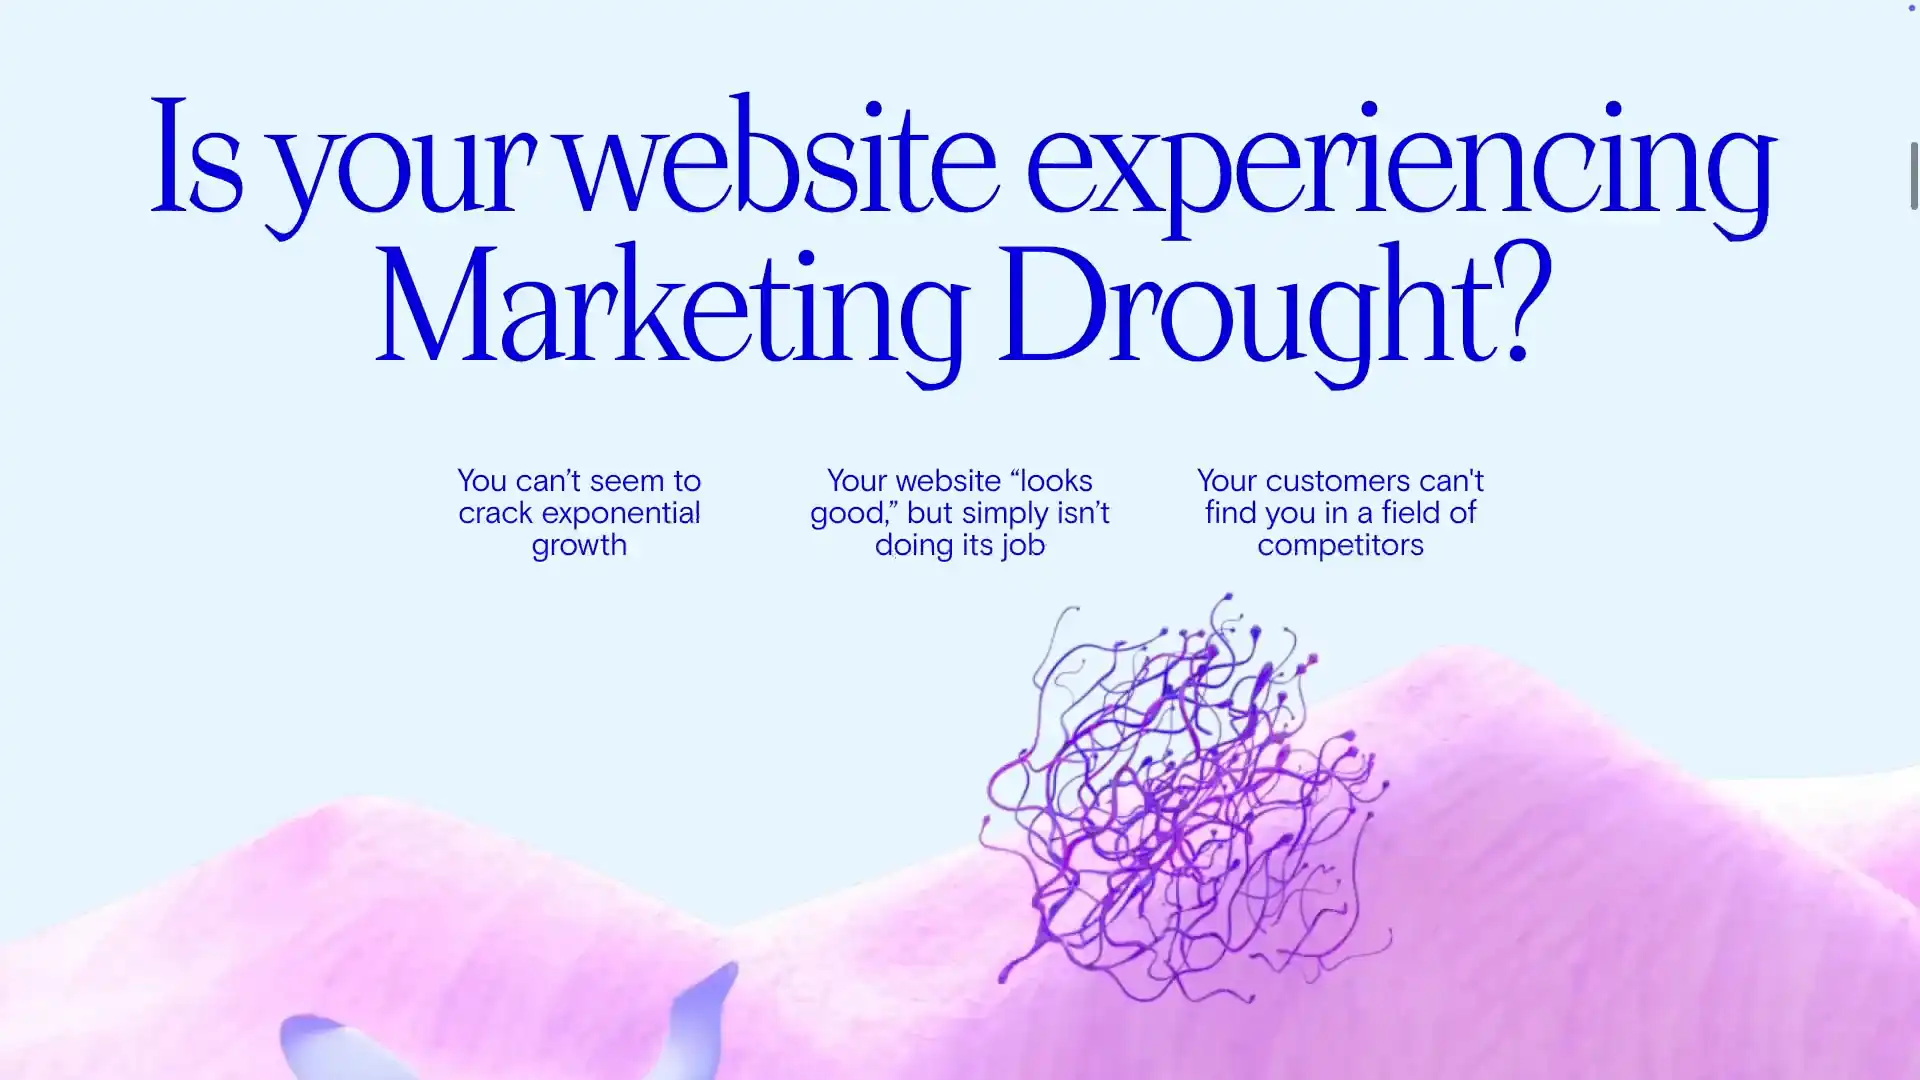 Is your website experiencing
Marketing Drought?
You can’t seem to
crack exponential
growth
Your website “looks
good,” but simply isn’t
doing its job
Your customers can't
find you in a field of
competitors